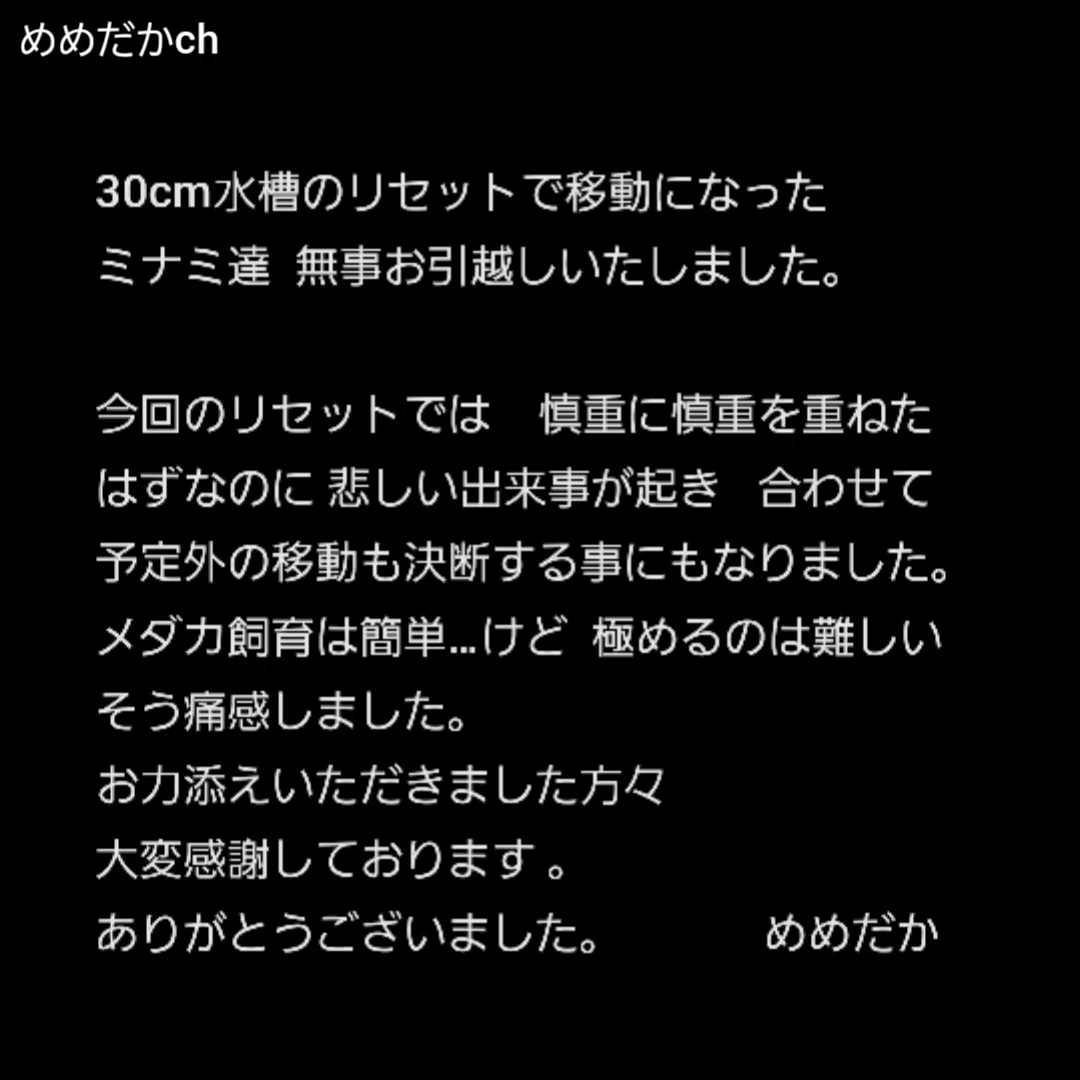 めめだかch
30cm水槽のリセットで移動になった
ミナミ達 無事お引越しいたしました。
今回のリセットでは 慎重に慎重を重ねた
はずなのに 悲しい出来事が起き 合わせて
予定外の移動も決断する事にもなりました。
メダカ飼育は簡単…けど 極めるのは難しい
そう痛感しました。
お力添えいただきました方々
大変感謝しております 。
ありがとうございました。 めめだか